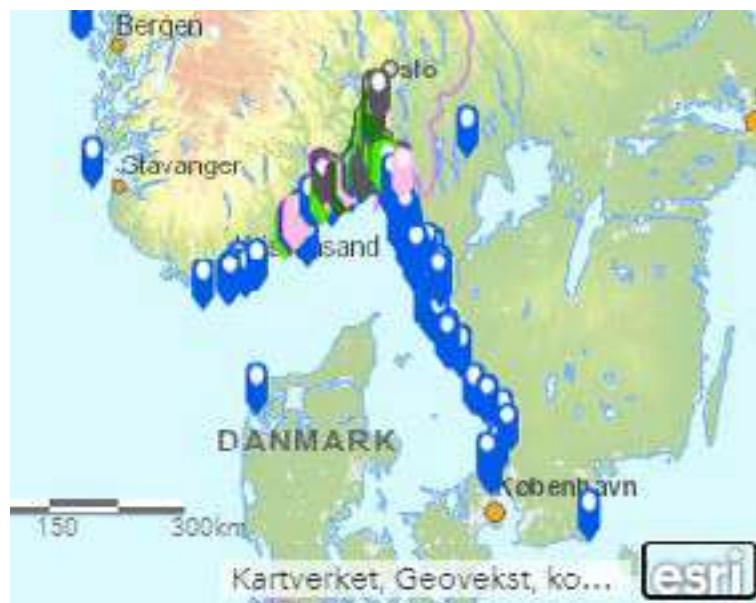 Bergen
Oslo
Stavanger
DANMARK
København
150 300km
Kartverket, Geovekst, ko...
esri